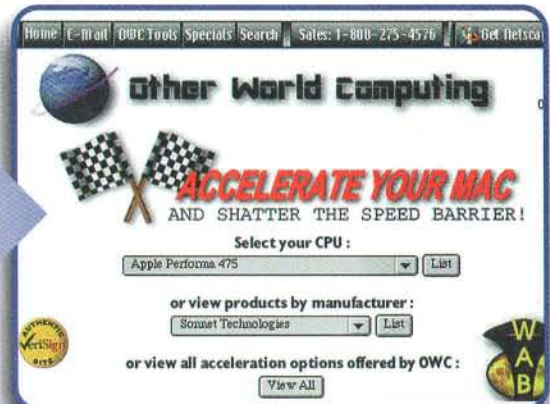 Home E-Mail OWC Tools Specials Search Sales: 1-800-275-4576 Get Netsca
Other World Computing
ACCELERATE YOUR MAC
AND SHATTER THE SPEED BARRIER!
Select your CPU :
Apple Performa 475 List
or view products by manufacturer :
Sonnet Technologies List
or view all acceleration options offered by OWC :
View All
AUTHENTIC
VeriSign
SITE
WAB